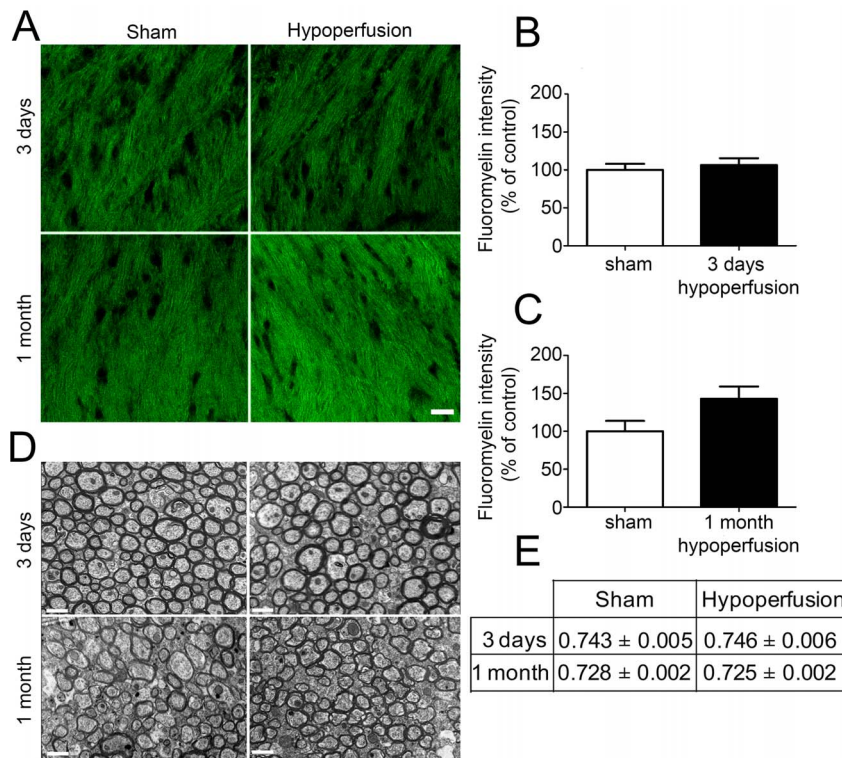 A
Sham
Hypoperfusion
3 days
1 month
B
Fluoromyelin intensity
(% of control)
200
150
100
50
0
sham
3 days
hypoperfusion
C
Fluoromyelin intensity
(% of control)
200
150
100
50
0
sham
1 month
hypoperfusion
D
3 days
1 month
E
Sham Hypoperfusion
3 days 0.743 ± 0.005 0.746 ± 0.006
1 month 0.728 ± 0.002 0.725 ± 0.002